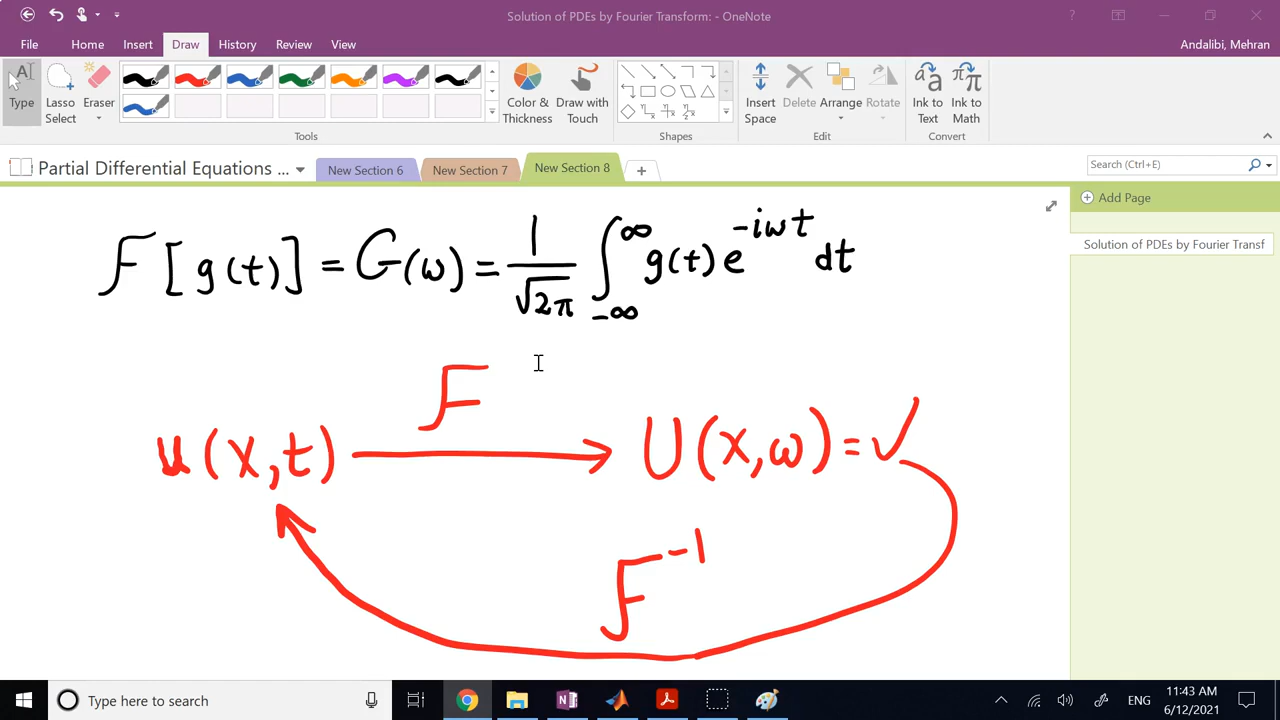 Solution of PDEs by Fourier Transform: - OneNote
File Home Insert Draw History Review View
Andalibi, Mehran
Type
Lasso Select
Eraser
Color & Thickness
Draw with Touch
Insert Space
Delete
Arrange
Rotate
Ink to Text
Ink to Math
Tools
Shapes
Edit
Convert
Partial Differential Equations ...
New Section 6
New Section 7
New Section 8
Search (Ctrl+E)
Add Page
Solution of PDEs by Fourier Transf
F[g(t)] = G(ω) = 1/√2π ∫_{-∞}^{∞} g(t) e^{-iωt} dt
F
u(x,t) → U(x,ω) = ✓
F^{-1}
Type here to search
ENG
11:43 AM
6/12/2021